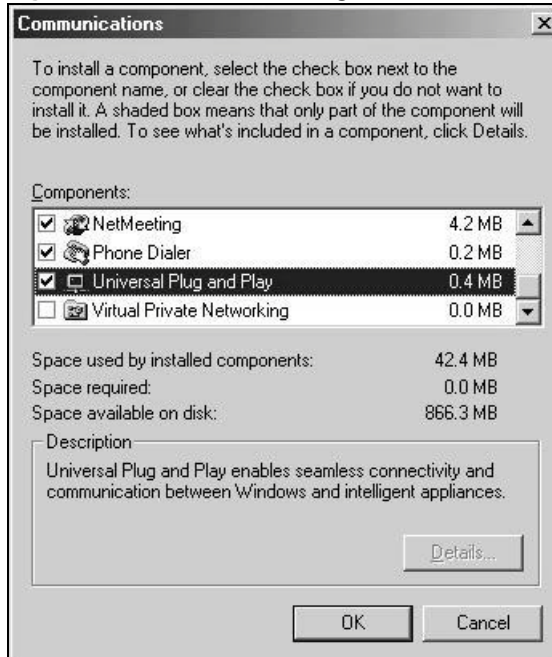 Communications
To install a component, select the check box next to the
component name, or clear the check box if you do not want to
install it. A shaded box means that only part of the component will
be installed. To see what's included in a component, click Details.
Components:
NetMeeting 4.2 MB
Phone Dialer 0.2 MB
Universal Plug and Play 0.4 MB
Virtual Private Networking 0.0 MB
Space used by installed components: 42.4 MB
Space required: 0.0 MB
Space available on disk: 866.3 MB
Description
Universal Plug and Play enables seamless connectivity and
communication between Windows and intelligent appliances.
Details...
OK Cancel